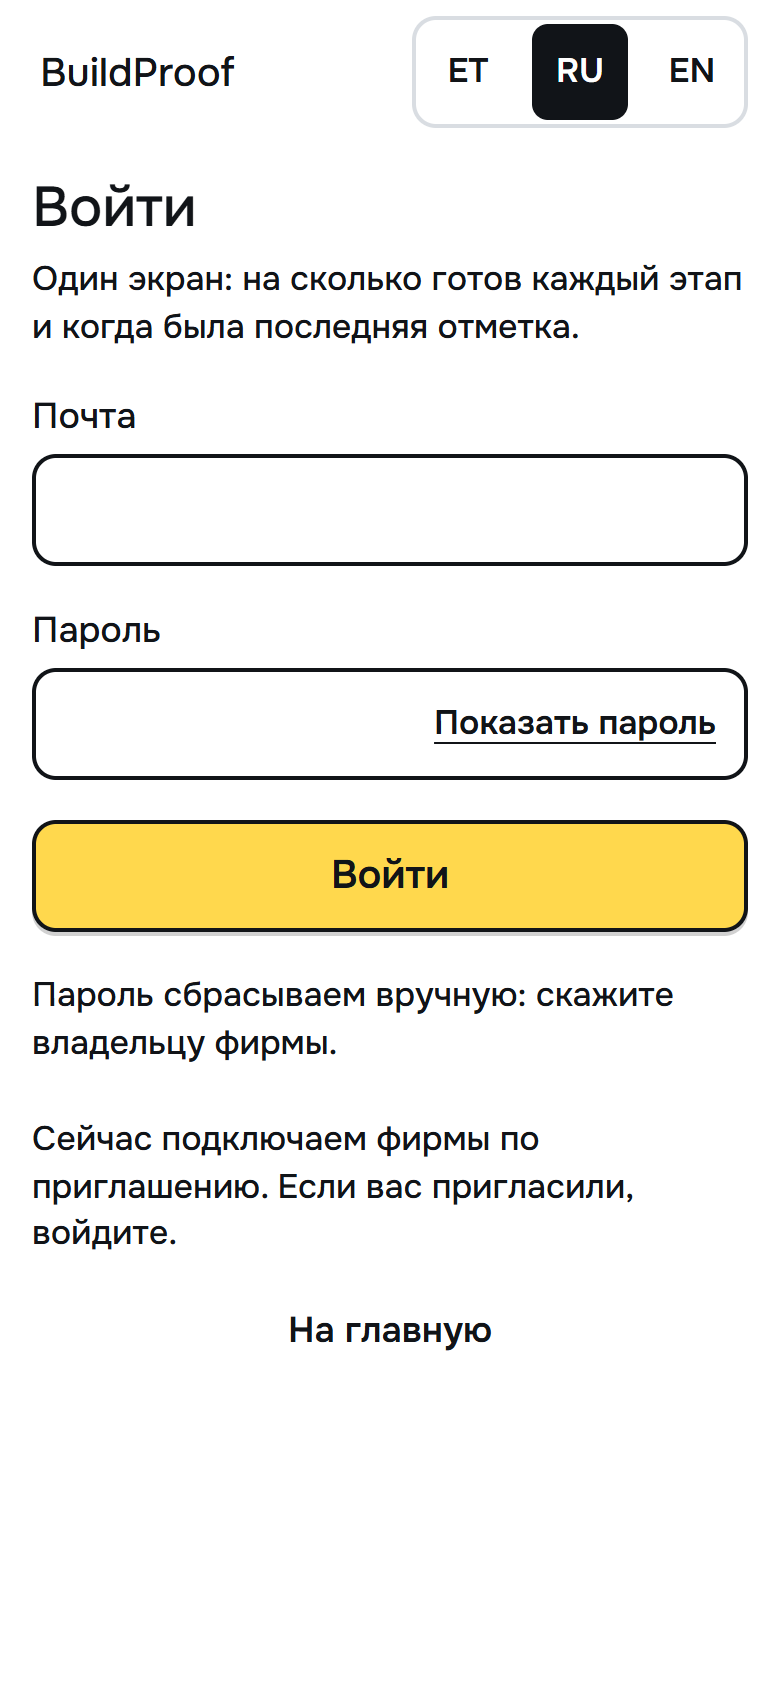 BuildProof
ET RU EN
Войти
Один экран: на сколько готов каждый этап
и когда была последняя отметка.
Почта
Пароль
Показать пароль
Войти
Пароль сбрасываем вручную: скажите
владельцу фирмы.
Сейчас подключаем фирмы по
приглашению. Если вас пригласили,
войдите.
На главную